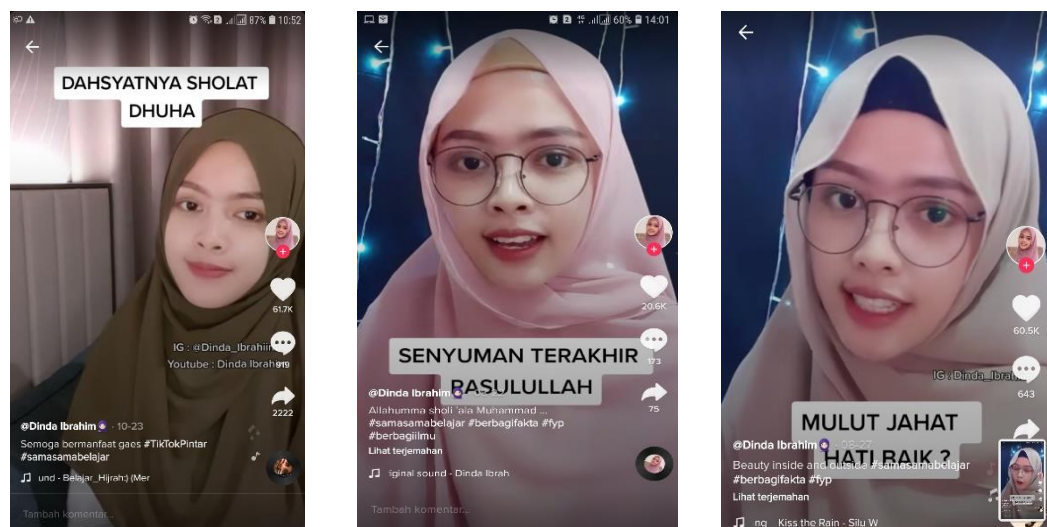 87% 10:52
DAHSYATNYA SHOLAT
DHUHA
61.7K
IG : @Dinda_Ibrahim
Youtube : Dinda Ibrahim
919
2222
@Dinda Ibrahim · 10-23
Semoga bermanfaat gaes #TikTokPintar
#samasamabelajar
und - Belajar_Hijrah:) (Mer
Tambah komentar...
60% 14:01
20.6K
SENYUMAN TERAKHIR
RASULULLAH
173
@Dinda Ibrahim
Allahumma sholi 'ala Muhammad ...
#samasamabelajar #berbagifakta #fyp
#berbagiilmu
75
Lihat terjemahan
iginal sound - Dinda Ibrah
Tambah komentar...
60.5K
IG : @Dinda_Ibra
643
MULUT JAHAT
HATI BAIK ?
@Dinda Ibrahim · 08-27
Beauty inside and outside #samasamabelajar
#berbagifakta #fyp
Lihat terjemahan
ng Kiss the Rain - Silu W